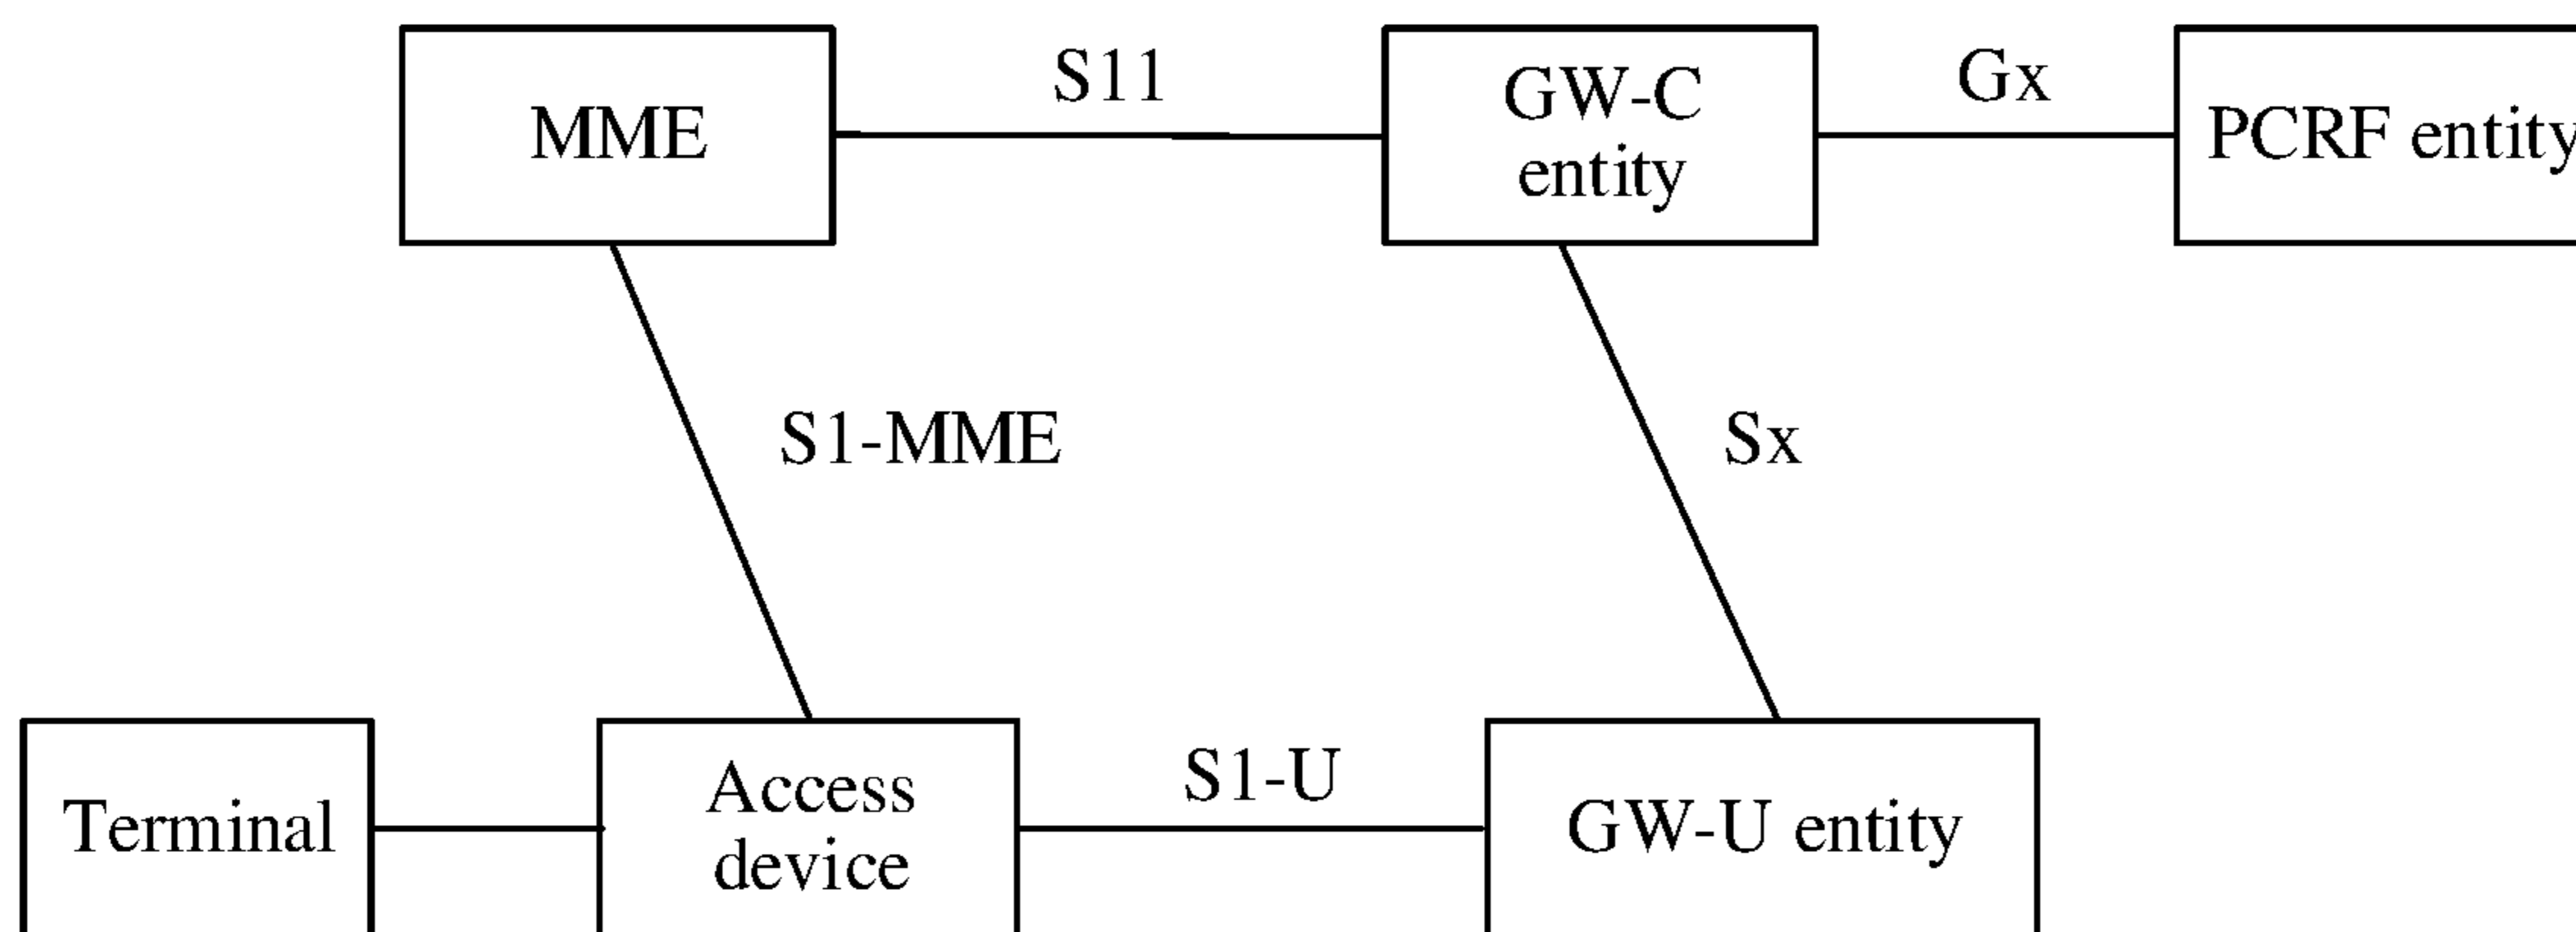 MME
S11
GW-C
entity
Gx
PCRF entity
S1-MME
Sx
Terminal
Access
device
S1-U
GW-U entity